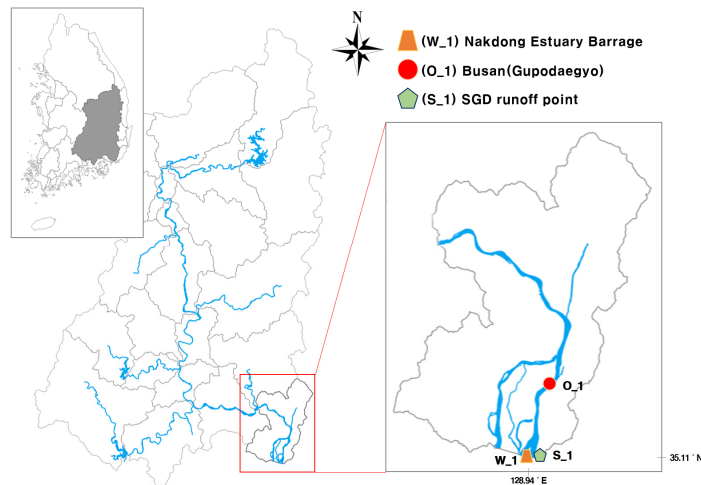 N
(W_1) Nakdong Estuary Barrage
(O_1) Busan(Gupodaegyo)
(S_1) SGD runoff point
O_1
W_1
S_1
35.11˚N
128.94˚E